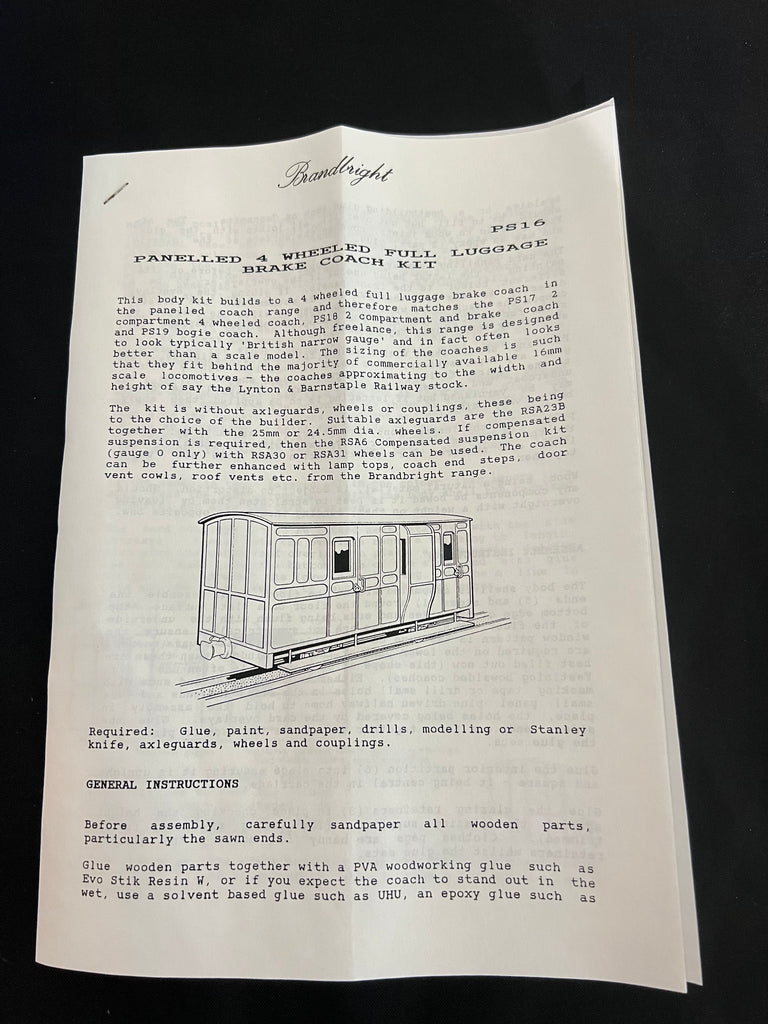 Brandbright
PS16
PANELLED 4 WHEELED FULL LUGGAGE
BRAKE COACH KIT
This body kit builds to a 4 wheeled full luggage brake coach in
the panelled coach range and therefore matches the PS17 2
compartment 4 wheeled coach, PS18 2 compartment and brake coach
and PS19 bogie coach. Although freelance, this range is designed
to look typically 'British narrow gauge' and in fact often looks
better than a scale model. The sizing of the coaches is such
that they fit behind the majority of commercially available 16mm
scale locomotives - the coaches approximating to the width and
height of say the Lynton & Barnstaple Railway stock.
The kit is without axleguards, wheels or couplings, these being
to the choice of the builder. Suitable axleguards are the RSA23B
together with the 25mm or 24.5mm dia. wheels. If compensated
suspension is required, then the RSA6 Compensated suspension kit
(gauge 0 only) with RSA30 or RSA31 wheels can be used. The coach
can be further enhanced with lamp tops, coach end steps, door
vent cowls, roof vents etc. from the Brandbright range.
Required: Glue, paint, sandpaper, drills, modelling or Stanley
knife, axleguards, wheels and couplings.
GENERAL INSTRUCTIONS
Before assembly, carefully sandpaper all wooden parts,
particularly the sawn ends.
Glue wooden parts together with a PVA woodworking glue such as
Evo Stik Resin W, or if you expect the coach to stand out in the
wet, use a solvent based glue such as UHU, an epoxy glue such as